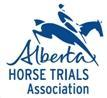 Alberta
HORSE TRIALS
Association